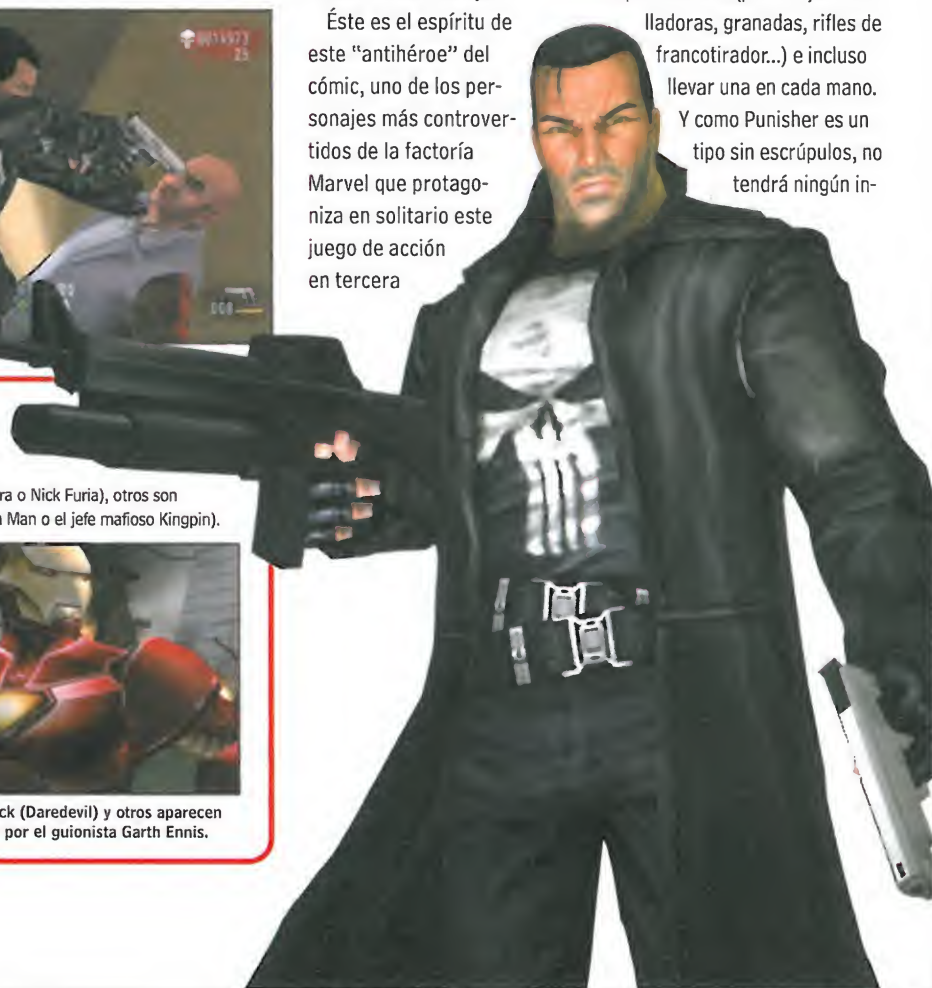 Éste es el espíritu de
este "antihéroe" del
cómic, uno de los per-
sonajes más controver-
tidos de la factoría
Marvel que protago-
niza en solitario este
juego de acción
en tercera
lladoras, granadas, rifles de
francotirador...) e incluso
llevar una en cada mano.
Y como Punisher es un
tipo sin escrúpulos, no
tendrá ningún in-
ra o Nick Furia), otros son
Man o el jefe mafioso Kingpin).
ck (Daredevil) y otros aparecen
por el guionista Garth Ennis.